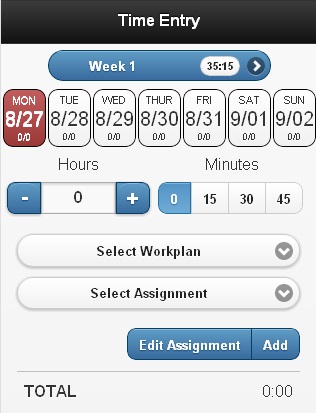 Time Entry
Week 1 35:15
MON TUE WED THUR FRI SAT SUN
8/27 8/28 8/29 8/30 8/31 9/01 9/02
0/0 0/0 0/0 0/0 0/0 0/0 0/0
Hours Minutes
- 0 + 0 15 30 45
Select Workplan
Select Assignment
Edit Assignment Add
TOTAL 0:00